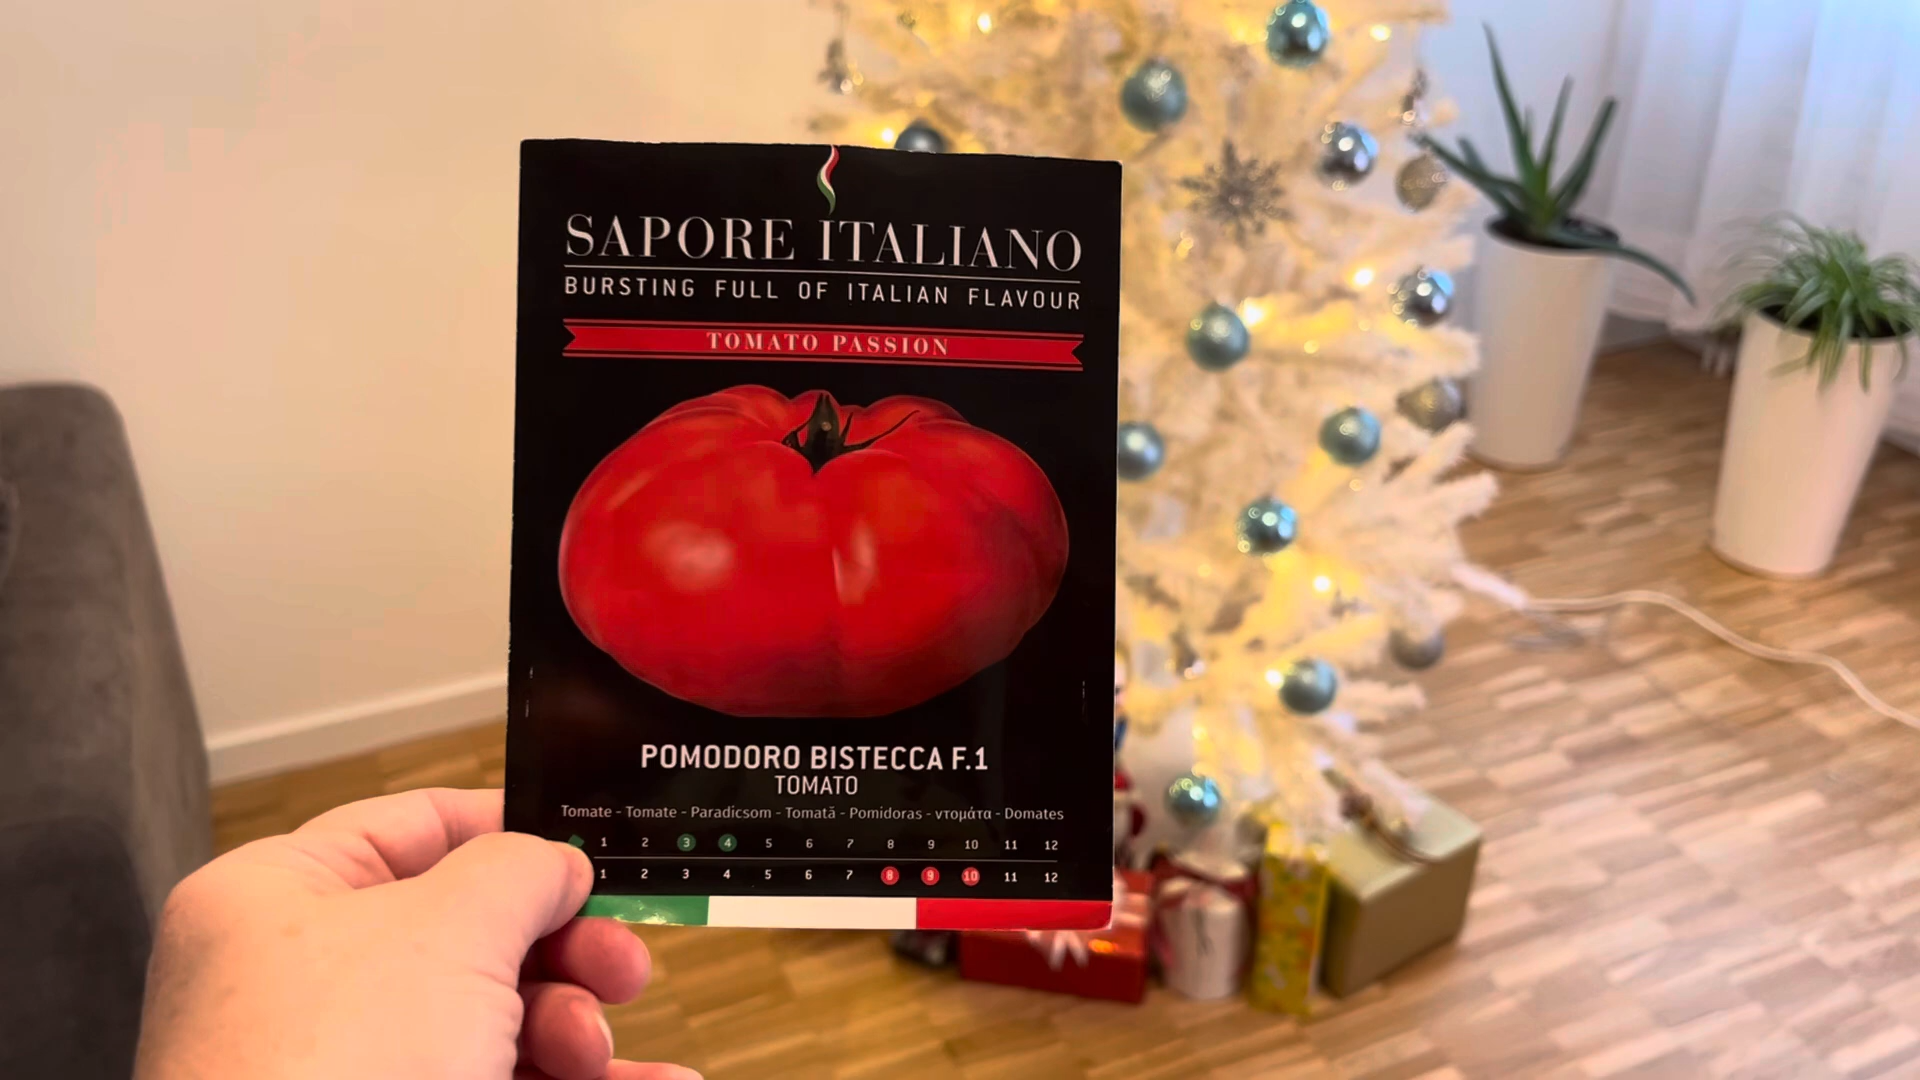 SAPORE ITALIANO
BURSTING FULL OF ITALIAN FLAVOUR
TOMATO PASSION
POMODORO BISTECCA F.1
TOMATO
Tomate - Tomate - Paradicsom - Tomată - Pomidoras - ντομάτα - Domates
1 2 3 4 5 6 7 8 9 10 11 12
1 2 3 4 5 6 7 8 9 10 11 12